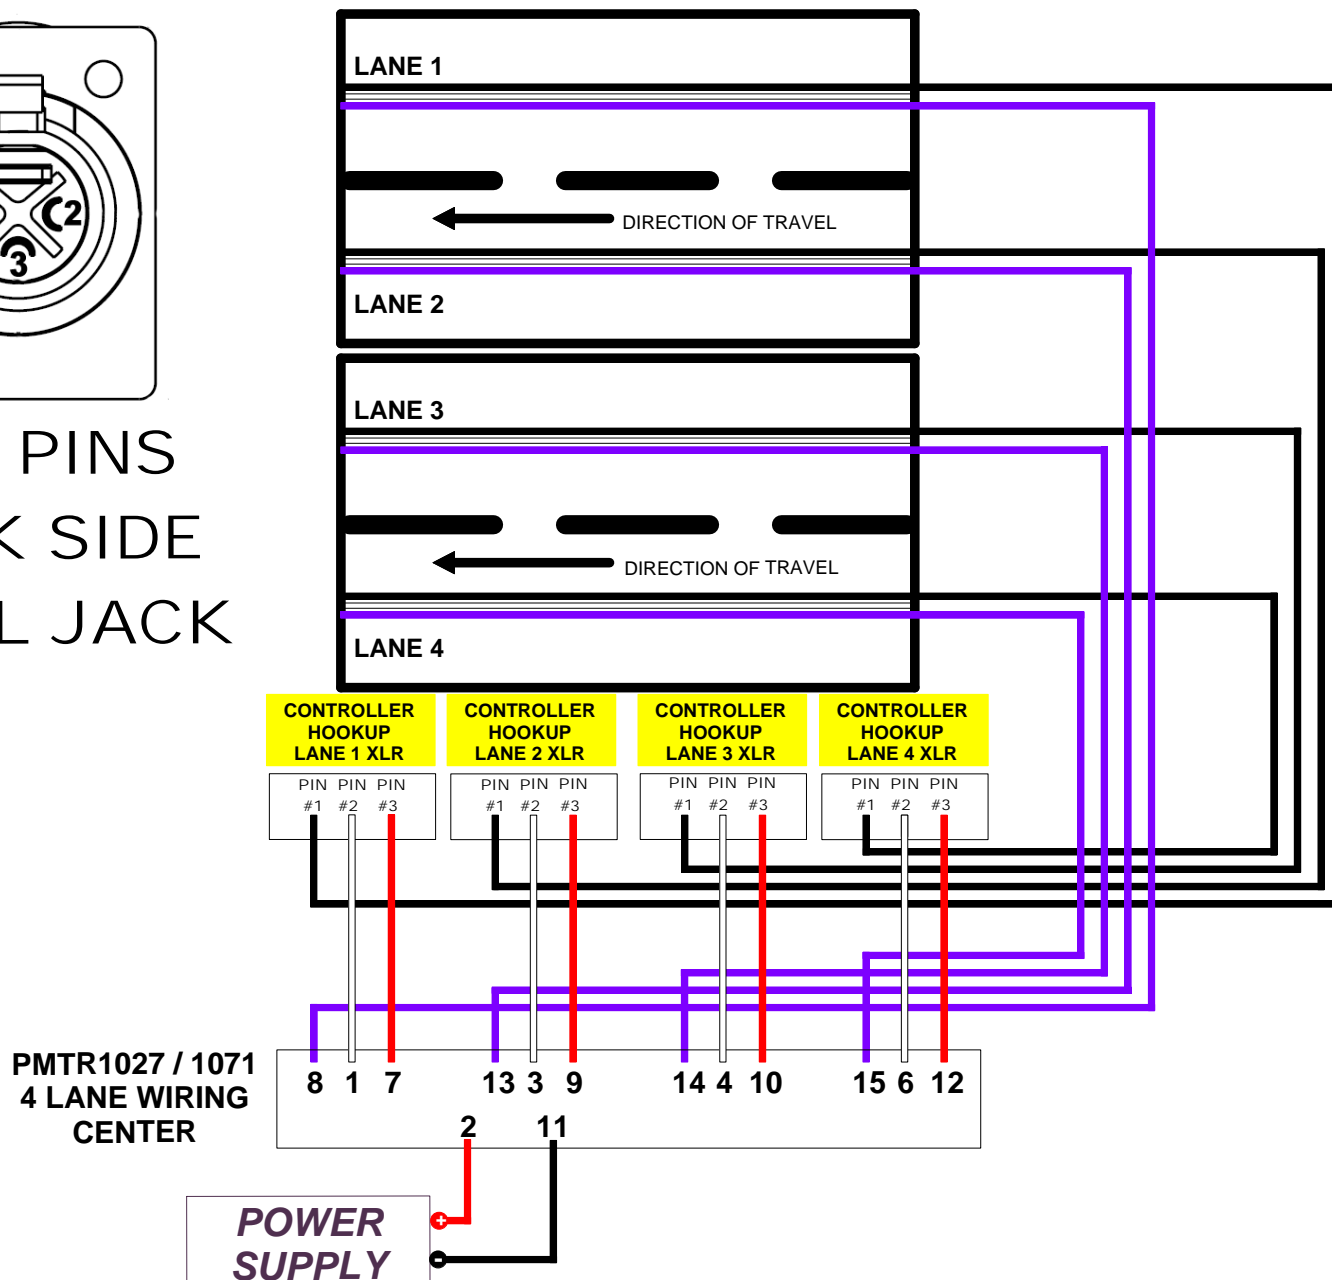 2
3
PINS
K SIDE
L JACK
LANE 1
DIRECTION OF TRAVEL
LANE 2
LANE 3
DIRECTION OF TRAVEL
LANE 4
CONTROLLER
HOOKUP
LANE 1 XLR
CONTROLLER
HOOKUP
LANE 2 XLR
CONTROLLER
HOOKUP
LANE 3 XLR
CONTROLLER
HOOKUP
LANE 4 XLR
PIN PIN PIN
#1 #2 #3
PIN PIN PIN
#1 #2 #3
PIN PIN PIN
#1 #2 #3
PIN PIN PIN
#1 #2 #3
PMTR1027 / 1071
4 LANE WIRING
CENTER
8 1 7 13 3 9 14 4 10 15 6 12
2 11
+
-
POWER
SUPPLY